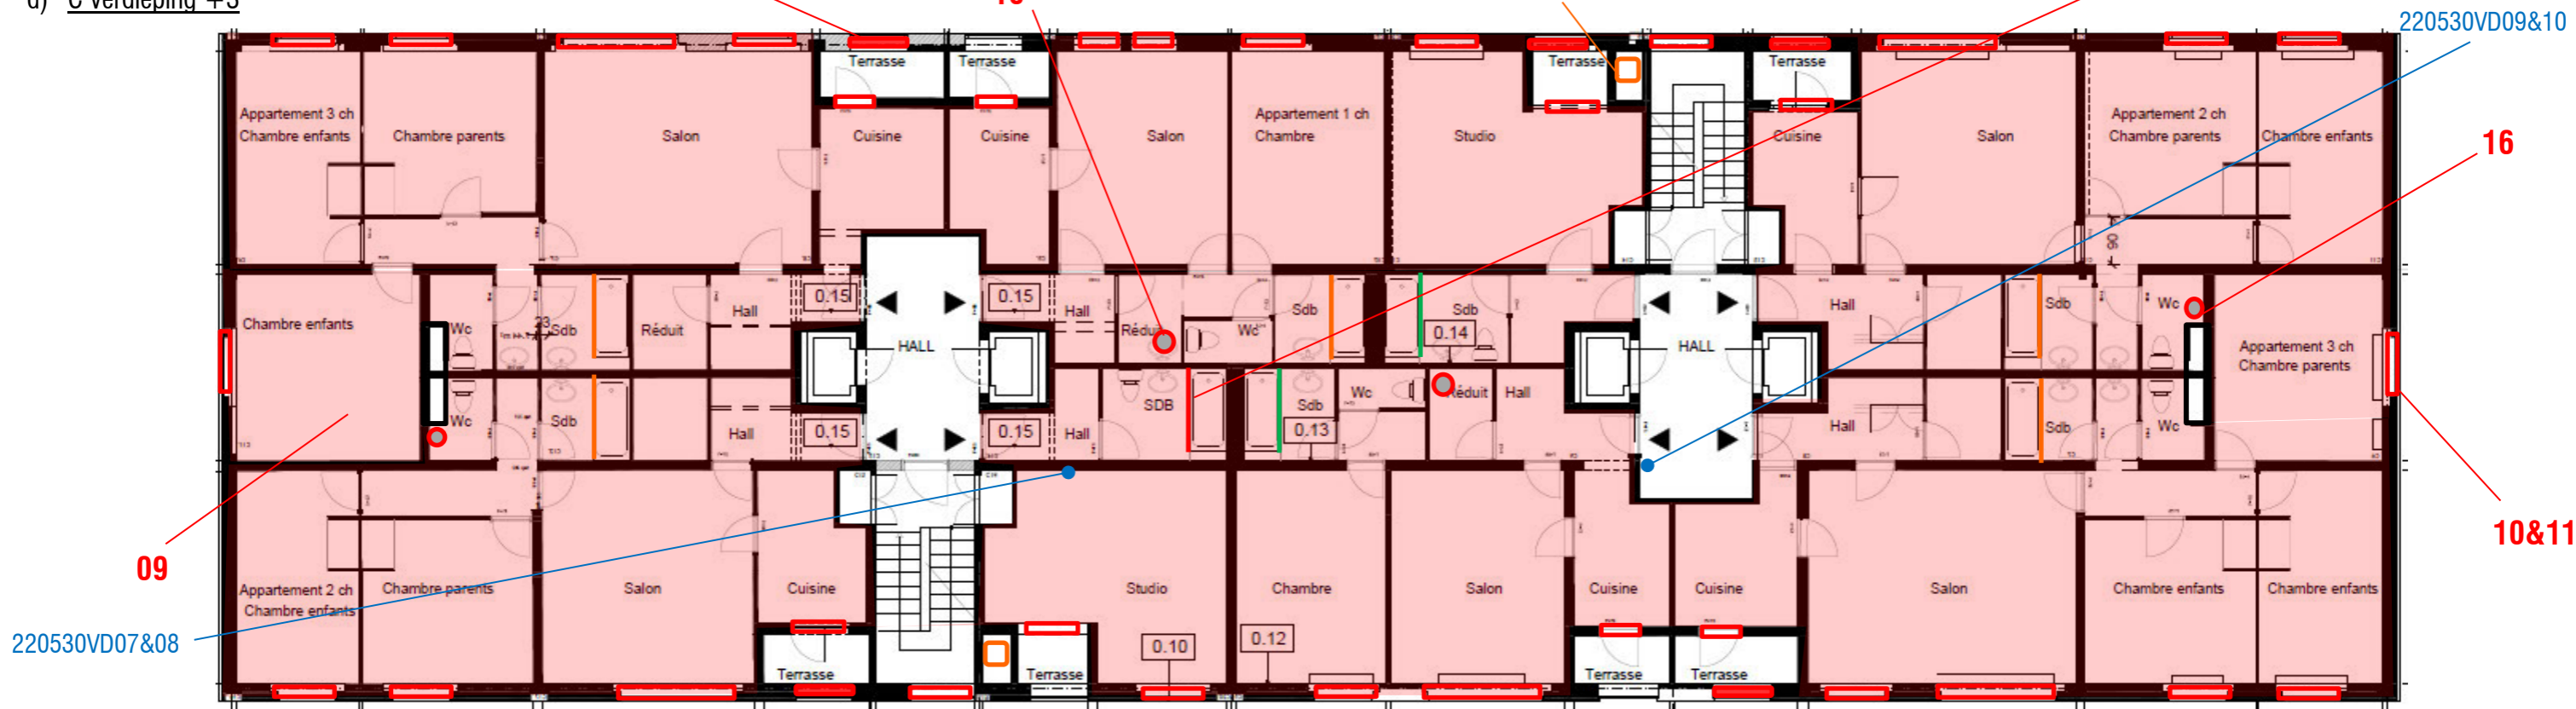 d) C verdieping +3
220530VD09&10
Terrasse
Terrasse
Terrasse
Terrasse
Appartement 3 ch
Chambre enfants
Chambre parents
Salon
Cuisine
Cuisine
Salon
Appartement 1 ch
Chambre
Studio
Cuisine
Salon
Appartement 2 ch
Chambre parents
Chambre enfants
16
90
Chambre enfants
Wc
23
Sdb
Réduit
Hall
0.15
HALL
0.15
Hall
Réduit
Wc
Sdb
Sdb
0.14
HALL
Hall
Sdb
Wc
Appartement 3 ch
Chambre parents
Wc
Sdb
Hall
0.15
0.15
Hall
SDB
Sdb
0.13
Wc
Réduit
Hall
Hall
Sdb
Wc
09
10&11
Appartement 2 ch
Chambre enfants
Chambre parents
Salon
Cuisine
Studio
Chambre
Salon
Cuisine
Cuisine
Salon
Chambre enfants
Chambre enfants
220530VD07&08
0.10
0.12
Terrasse
Terrasse
Terrasse
Terrasse